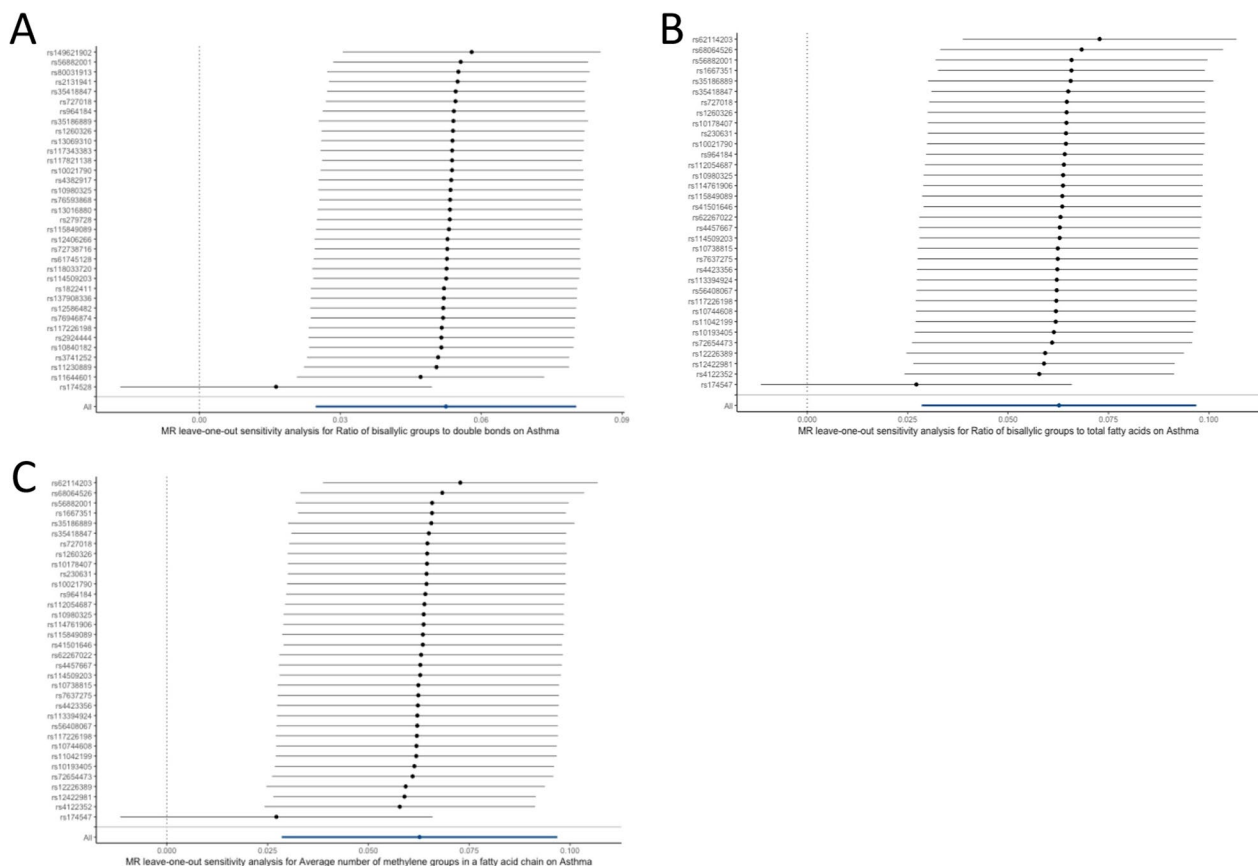 A
rs149621902
rs56882001
rs80031913
rs2131941
rs35418847
rs727018
rs964184
rs35186889
rs1260326
rs13069310
rs117343383
rs117821138
rs10021790
rs4382917
rs10980325
rs76593868
rs13016880
rs279728
rs115849089
rs12406266
rs72738716
rs61745128
rs118033720
rs114509203
rs1822411
rs137908336
rs12586482
rs76946874
rs117226198
rs2924444
rs10840182
rs3741252
rs11230889
rs11644601
rs174528
All
0.00 0.03 0.06 0.09
MR leave-one-out sensitivity analysis for Ratio of bisallylic groups to double bonds on Asthma
B
rs62114203
rs68064526
rs56882001
rs1667351
rs35186889
rs35418847
rs727018
rs1260326
rs10178407
rs230631
rs10021790
rs964184
rs112054687
rs10980325
rs114761906
rs115849089
rs41501646
rs62267022
rs4457667
rs114509203
rs10738815
rs7637275
rs4423356
rs113394924
rs56408067
rs117226198
rs10744608
rs11042199
rs10193405
rs72654473
rs12226389
rs12422981
rs4122352
rs174547
All
0.000 0.025 0.050 0.075 0.100
MR leave-one-out sensitivity analysis for Ratio of bisallylic groups to total fatty acids on Asthma
C
rs62114203
rs68064526
rs56882001
rs1667351
rs35186889
rs35418847
rs727018
rs1260326
rs10178407
rs230631
rs10021790
rs964184
rs112054687
rs10980325
rs114761906
rs115849089
rs41501646
rs62267022
rs4457667
rs114509203
rs10738815
rs7637275
rs4423356
rs113394924
rs56408067
rs117226198
rs10744608
rs11042199
rs10193405
rs72654473
rs12226389
rs12422981
rs4122352
rs174547
All
0.000 0.025 0.050 0.075 0.100
MR leave-one-out sensitivity analysis for Average number of methylene groups in a fatty acid chain on Asthma